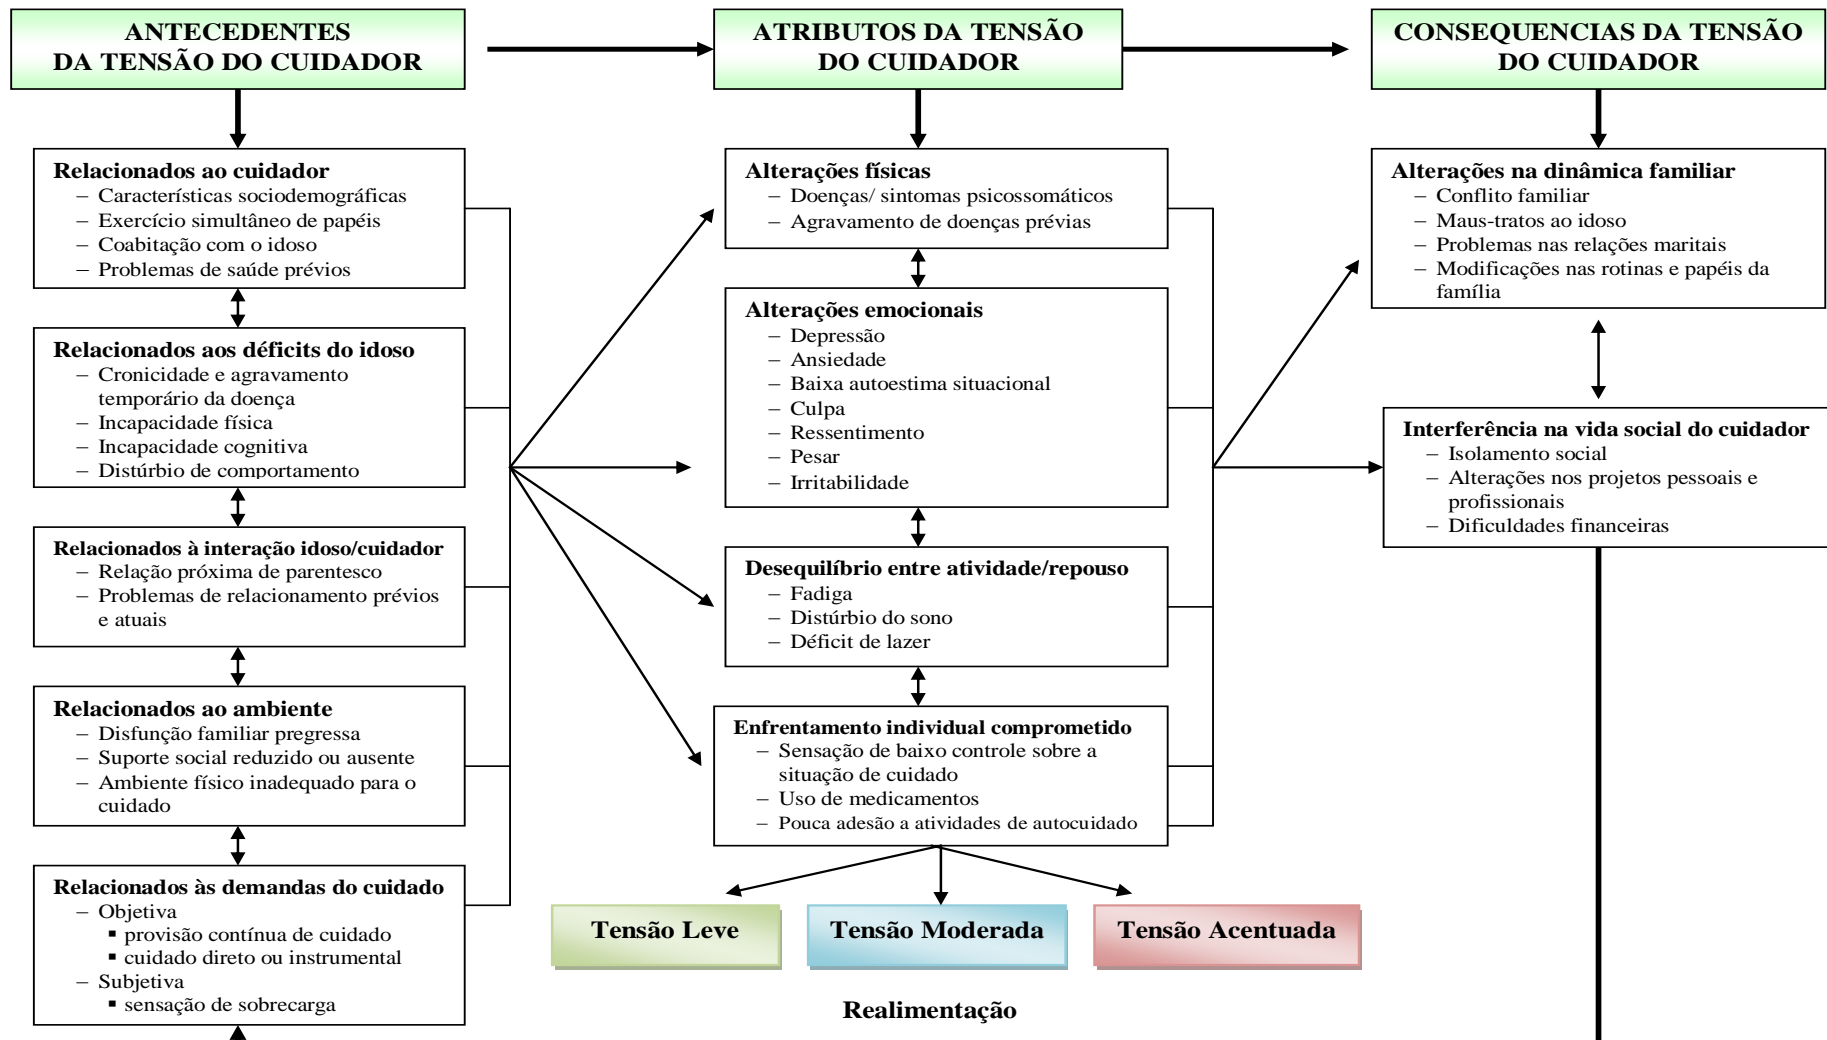 ANTECEDENTES
DA TENSÃO DO CUIDADOR
Relacionados ao cuidador
– Características sociodemográficas
– Exercício simultâneo de papéis
– Coabitação com o idoso
– Problemas de saúde prévios
Relacionados aos déficits do idoso
– Cronicidade e agravamento
temporário da doença
– Incapacidade física
– Incapacidade cognitiva
– Distúrbio de comportamento
Relacionados à interação idoso/cuidador
– Relação próxima de parentesco
– Problemas de relacionamento prévios
e atuais
Relacionados ao ambiente
– Disfunção familiar pregressa
– Suporte social reduzido ou ausente
– Ambiente físico inadequado para o
cuidado
Relacionados às demandas do cuidado
– Objetiva
▪ provisão contínua de cuidado
▪ cuidado direto ou instrumental
– Subjetiva
▪ sensação de sobrecarga
ATRIBUTOS DA TENSÃO
DO CUIDADOR
Alterações físicas
– Doenças/ sintomas psicossomáticos
– Agravamento de doenças prévias
Alterações emocionais
– Depressão
– Ansiedade
– Baixa autoestima situacional
– Culpa
– Ressentimento
– Pesar
– Irritabilidade
Desequilíbrio entre atividade/repouso
– Fadiga
– Distúrbio do sono
– Déficit de lazer
Enfrentamento individual comprometido
– Sensação de baixo controle sobre a
situação de cuidado
– Uso de medicamentos
– Pouca adesão a atividades de autocuidado
Tensão Leve
Tensão Moderada
Tensão Acentuada
Realimentação
CONSEQUENCIAS DA TENSÃO
DO CUIDADOR
Alterações na dinâmica familiar
– Conflito familiar
– Maus-tratos ao idoso
– Problemas nas relações maritais
– Modificações nas rotinas e papéis da
família
Interferência na vida social do cuidador
– Isolamento social
– Alterações nos projetos pessoais e
profissionais
– Dificuldades financeiras